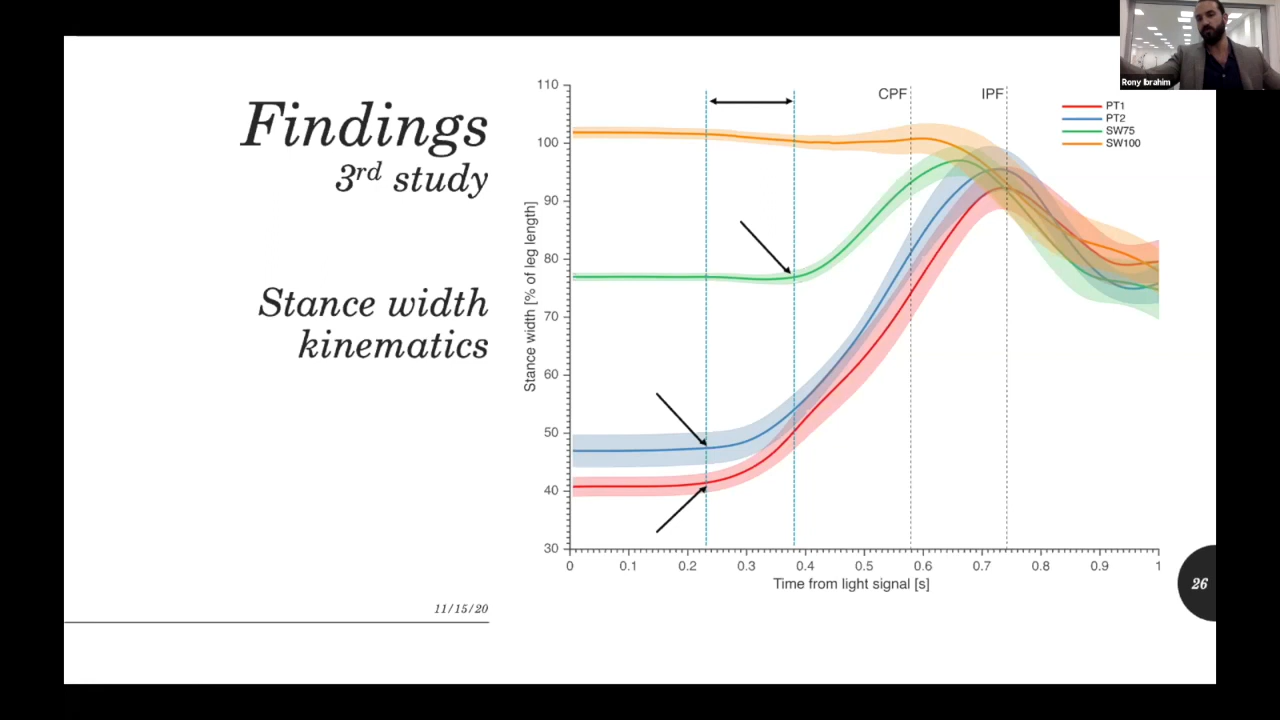 Findings
3rd study
Stance width
kinematics
11/15/20
110
100
90
80
70
60
50
40
30
Stance width [% of leg length]
0
0.1
0.2
0.3
0.4
0.5
0.6
0.7
0.8
0.9
1
Time from light signal [s]
CPF
IPF
PT1
PT2
SW75
SW100
Rony Ibrahim
26